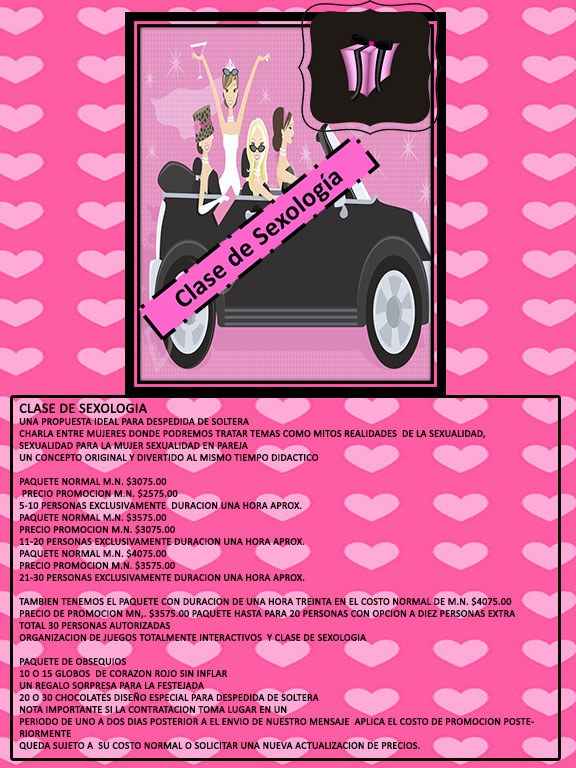 Clase de Sexología
CLASE DE SEXOLOGIA
UNA PROPUESTA IDEAL PARA DESPEDIDA DE SOLTERA
CHARLA ENTRE MUJERES DONDE PODREMOS TRATAR TEMAS COMO MITOS REALIDADES DE LA SEXUALIDAD,
SEXUALIDAD PARA LA MUJER SEXUALIDAD EN PAREJA
UN CONCEPTO ORIGINAL Y DIVERTIDO AL MISMO TIEMPO DIDACTICO
PAQUETE NORMAL M.N. $3075.00
PRECIO PROMOCION M.N. $2575.00
5-10 PERSONAS EXCLUSIVAMENTE DURACION UNA HORA APROX.
PAQUETE NORMAL M.N. $3575.00
PRECIO PROMOCION M.N. $3075.00
11-20 PERSONAS EXCLUSIVAMENTE DURACION UNA HORA APROX.
PAQUETE NORMAL M.N. $4075.00
PRECIO PROMOCION M.N. $3575.00
21-30 PERSONAS EXCLUSIVAMENTE DURACION UNA HORA APROX.
TAMBIEN TENEMOS EL PAQUETE CON DURACION DE UNA HORA TREINTA EN EL COSTO NORMAL DE M.N. $4075.00
PRECIO DE PROMOCION MN,. $3575.00 PAQUETE HASTA PARA 20 PERSONAS CON OPCION A DIEZ PERSONAS EXTRA
TOTAL 30 PERSONAS AUTORIZADAS
ORGANIZACION DE JUEGOS TOTALMENTE INTERACTIVOS Y CLASE DE SEXOLOGIA
PAQUETE DE OBSEQUIOS
10 O 15 GLOBOS DE CORAZON ROJO SIN INFLAR
UN REGALO SORPRESA PARA LA FESTEJADA
20 O 30 CHOCOLATES DISEÑO ESPECIAL PARA DESPEDIDA DE SOLTERA
NOTA IMPORTANTE SI LA CONTRATACION TOMA LUGAR EN UN
PERIODO DE UNO A DOS DIAS POSTERIOR A EL ENVIO DE NUESTRO MENSAJE APLICA EL COSTO DE PROMOCION POSTE-
RIORMENTE
QUEDA SUJETO A SU COSTO NORMAL O SOLICITAR UNA NUEVA ACTUALIZACION DE PRECIOS.